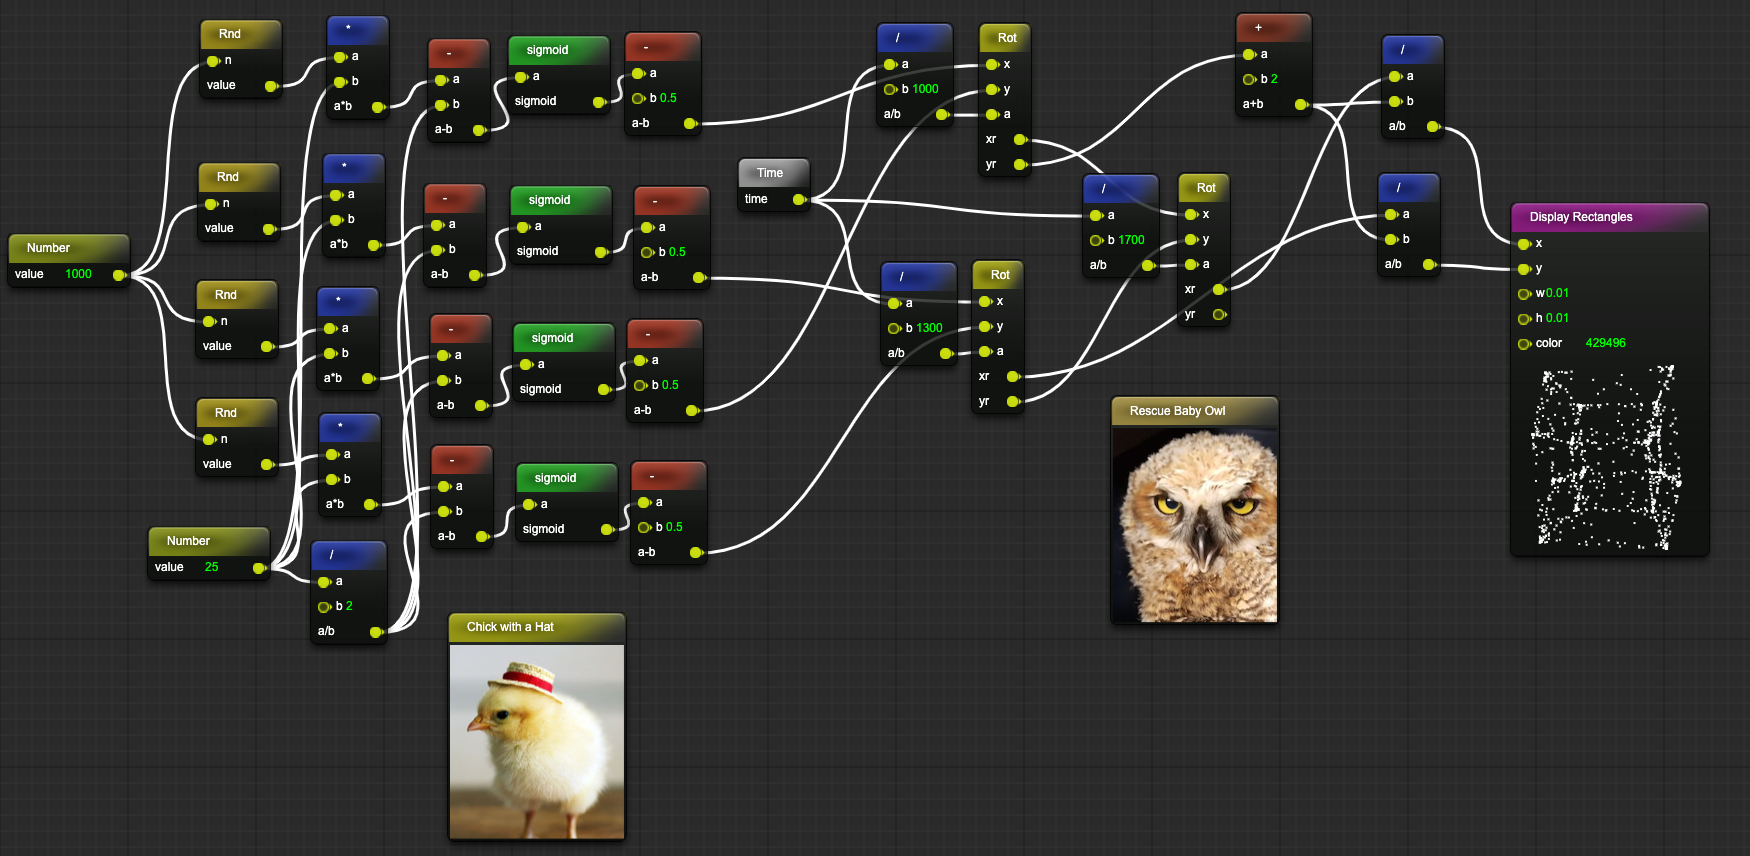 Number
value 1000
Number
value 25
Rnd
n
value
Rnd
n
value
Rnd
n
value
Rnd
n
value
*
a
b
a*b
*
a
b
a*b
*
a
b
a*b
*
a
b
a*b
/
a
b 2
a/b
-
a
b
a-b
-
a
b
a-b
-
a
b
a-b
-
a
b
a-b
sigmoid
a
sigmoid
sigmoid
a
sigmoid
sigmoid
a
sigmoid
sigmoid
a
sigmoid
-
a
b 0.5
a-b
-
a
b 0.5
a-b
-
a
b 0.5
a-b
-
a
b 0.5
a-b
Chick with a Hat
Time
time
/
a
b 1000
a/b
Rot
x
y
a
xr
yr
/
a
b 1300
a/b
Rot
x
y
a
xr
yr
/
a
b 1700
a/b
Rot
x
y
a
xr
yr
Rescue Baby Owl
+
a
b 2
a+b
/
a
b
a/b
/
a
b
a/b
Display Rectangles
x
y
w 0.01
h 0.01
color 429496